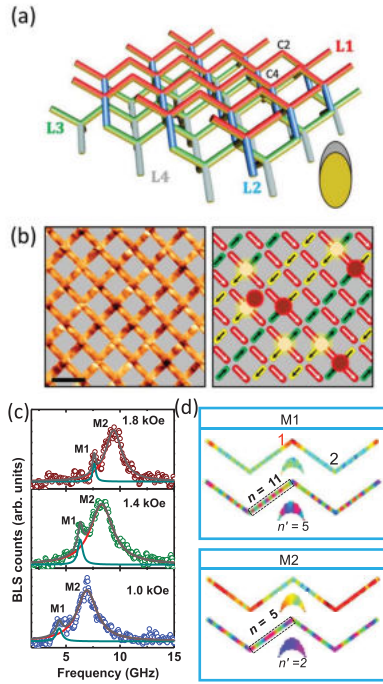 (a)
C2
L1
C4
L3
L4
L2
(b)
(c)
M2
1.8 kOe
M1
M2
1.4 kOe
M1
M2
1.0 kOe
M1
BLS counts (arb. units)
5 10 15
Frequency (GHz)
(d)
M1
1
2
n = 11
n' = 5
M2
n = 5
n' = 2